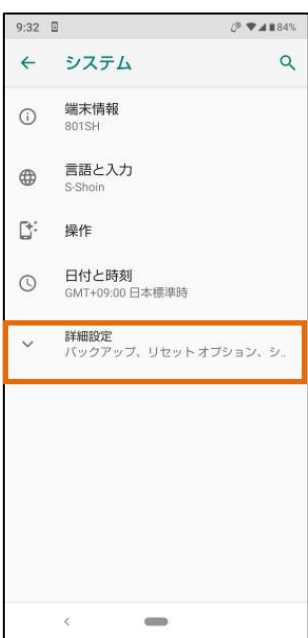 9:32 84%
システム
端末情報
801SH
言語と入力
S-Shoin
操作
日付と時刻
GMT+09:00 日本標準時
詳細設定
バックアップ、リセット オプション、シ..